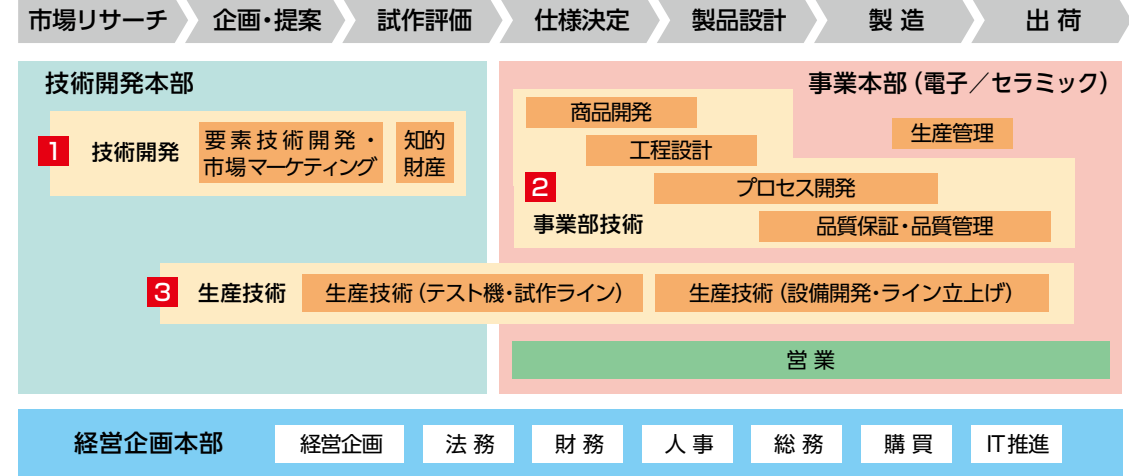 市場リサーチ
企画・提案
試作評価
仕様決定
製品設計
製造
出荷
技術開発本部
1
技術開発
要素技術開発・
市場マーケティング
知的
財産
事業本部(電子/セラミック)
商品開発
工程設計
生産管理
2
事業部技術
プロセス開発
品質保証・品質管理
3
生産技術
生産技術(テスト機・試作ライン)
生産技術(設備開発・ライン立上げ)
営業
経営企画本部
経営企画
法務
財務
人事
総務
購買
IT推進